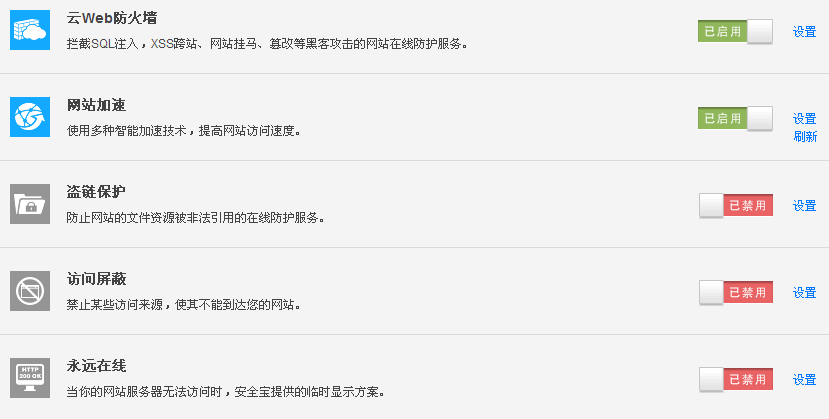 云Web防火墙
拦截SQL注入，XSS跨站、网站挂马、篡改等黑客攻击的网站在线防护服务。
已启用
设置
网站加速
使用多种智能加速技术，提高网站访问速度。
已启用
设置
刷新
盗链保护
防止网站的文件资源被非法引用的在线防护服务。
已禁用
设置
访问屏蔽
禁止某些访问来源，使其不能到达您的网站。
已禁用
设置
HTTP
200 OK
永远在线
当你的网站服务器无法访问时，安全宝提供的临时显示方案。
已禁用
设置